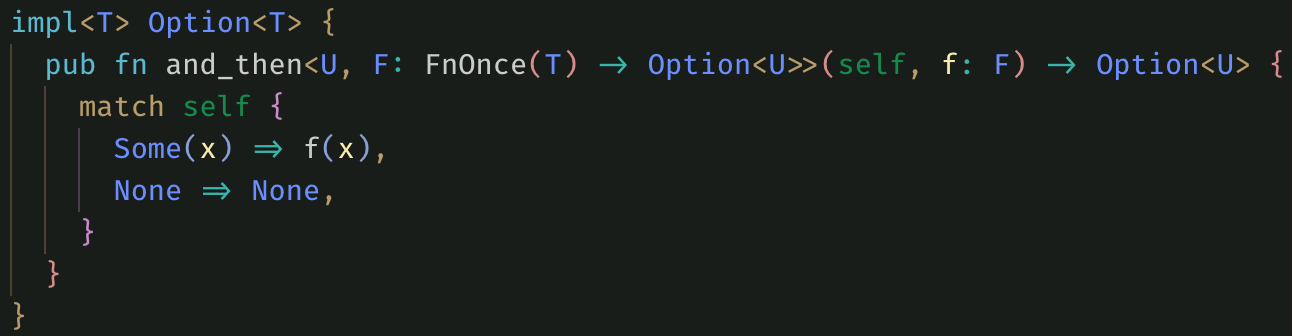 impl<T> Option<T> {
  pub fn and_then<U, F: FnOnce(T) -> Option<U>>(self, f: F) -> Option<U> {
    match self {
      Some(x) => f(x),
      None => None,
    }
  }
}